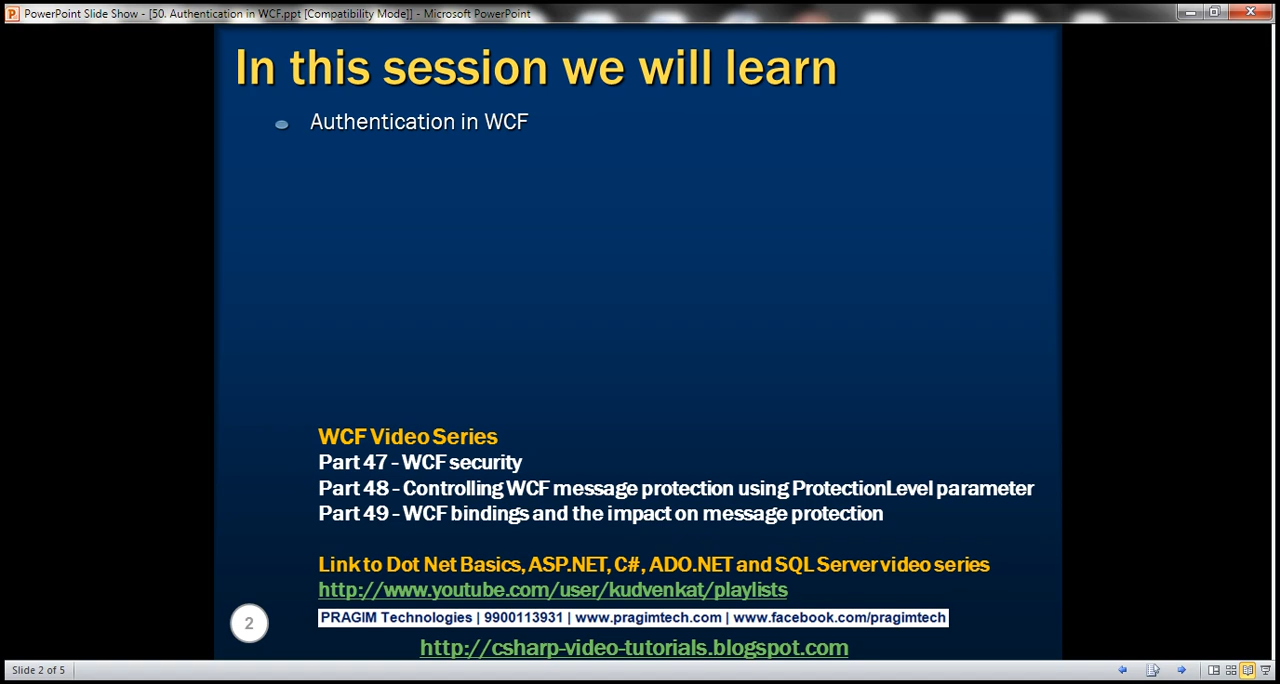 PowerPoint Slide Show - [50. Authentication in WCF.ppt [Compatibility Mode]] - Microsoft PowerPoint
In this session we will learn
Authentication in WCF
WCF Video Series
Part 47 - WCF security
Part 48 - Controlling WCF message protection using ProtectionLevel parameter
Part 49 - WCF bindings and the impact on message protection
Link to Dot Net Basics, ASP.NET, C#, ADO.NET and SQL Server video series
http://www.youtube.com/user/kudvenkat/playlists
PRAGIM Technologies | 9900113931 | www.pragimtech.com | www.facebook.com/pragimtech
2
http://csharp-video-tutorials.blogspot.com
Slide 2 of 5